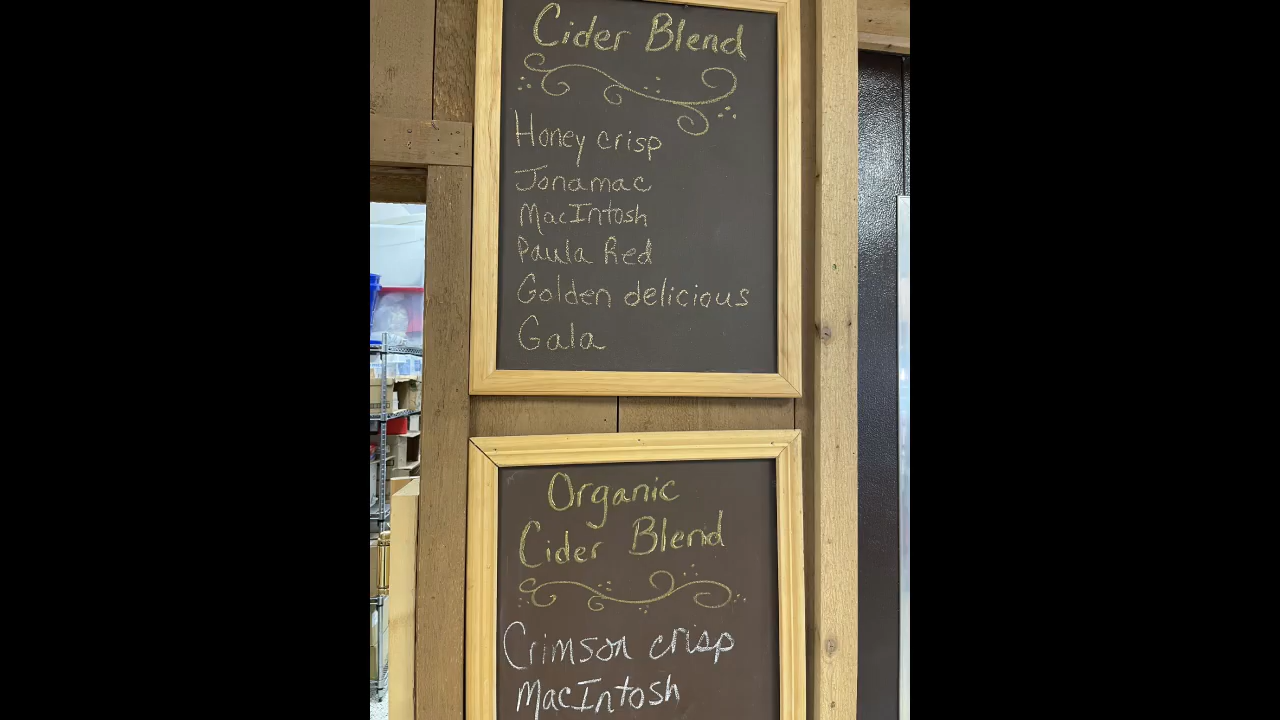 Cider Blend
Honey crisp
Jonamac
MacIntosh
Paula Red
Golden delicious
Gala
Organic
Cider Blend
Crimson crisp
MacIntosh